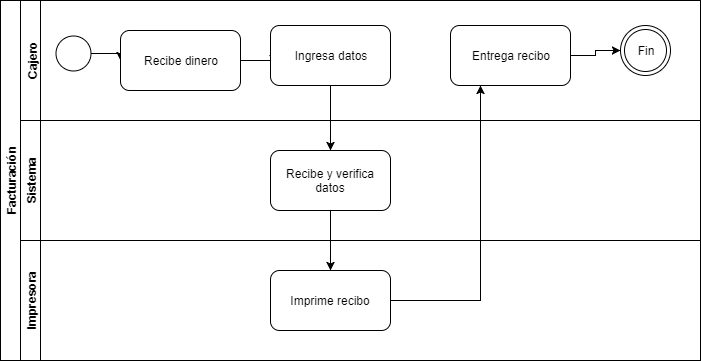 Facturación
Cajero
Recibe dinero
Ingresa datos
Entrega recibo
Fin
Sistema
Recibe y verifica
datos
Impresora
Imprime recibo